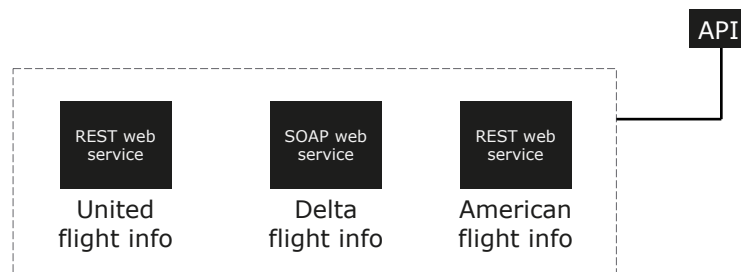 API
REST web
service
SOAP web
service
REST web
service
United
flight info
Delta
flight info
American
flight info